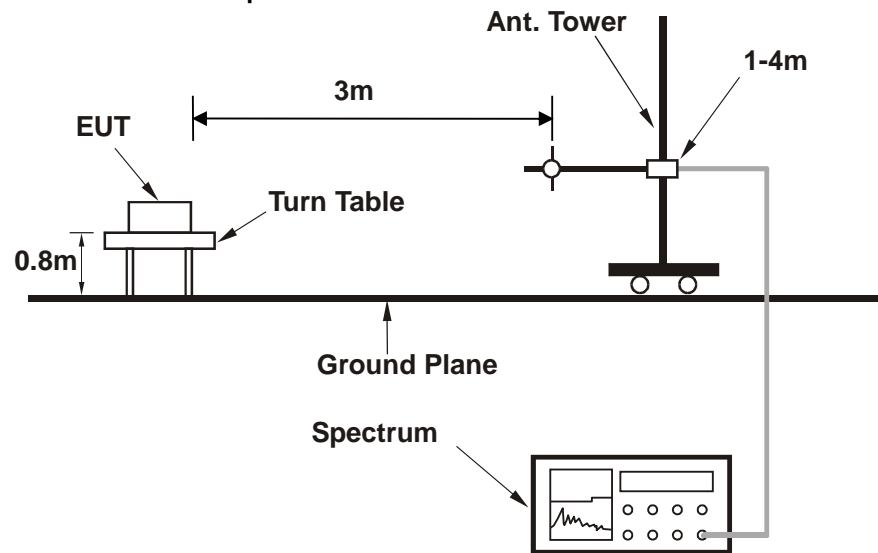 Ant. Tower
1-4m
3m
EUT
Turn Table
0.8m
Ground Plane
Spectrum